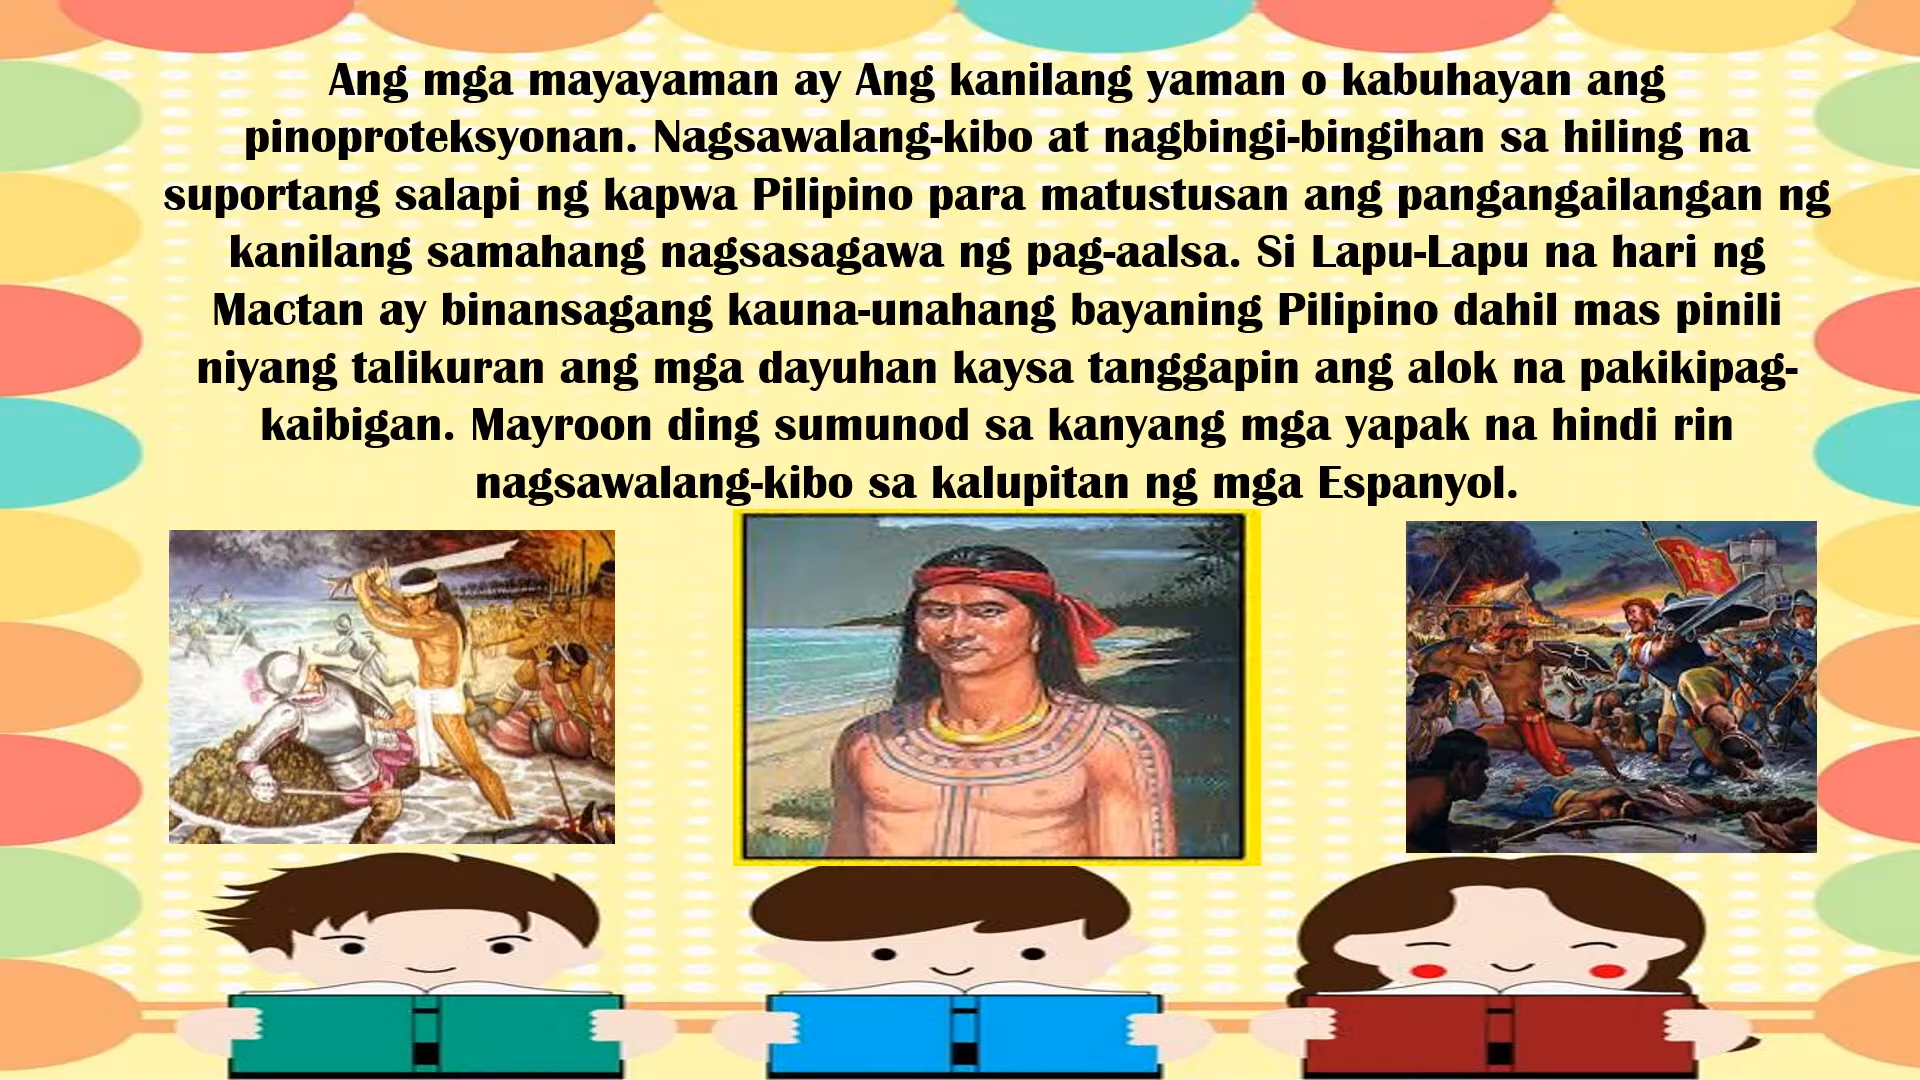 Ang mga mayayaman ay Ang kanilang yaman o kabuhayan ang
pinoproteksyonan. Nagsawalang-kibo at nagbingi-bingihan sa hiling na
suportang salapi ng kapwa Pilipino para matustusan ang pangangailangan ng
kanilang samahang nagsasagawa ng pag-aalsa. Si Lapu-Lapu na hari ng
Mactan ay binansagang kauna-unahang bayaning Pilipino dahil mas pinili
niyang talikuran ang mga dayuhan kaysa tanggapin ang alok na pakikipag-
kaibigan. Mayroon ding sumunod sa kanyang mga yapak na hindi rin
nagsawalang-kibo sa kalupitan ng mga Espanyol.